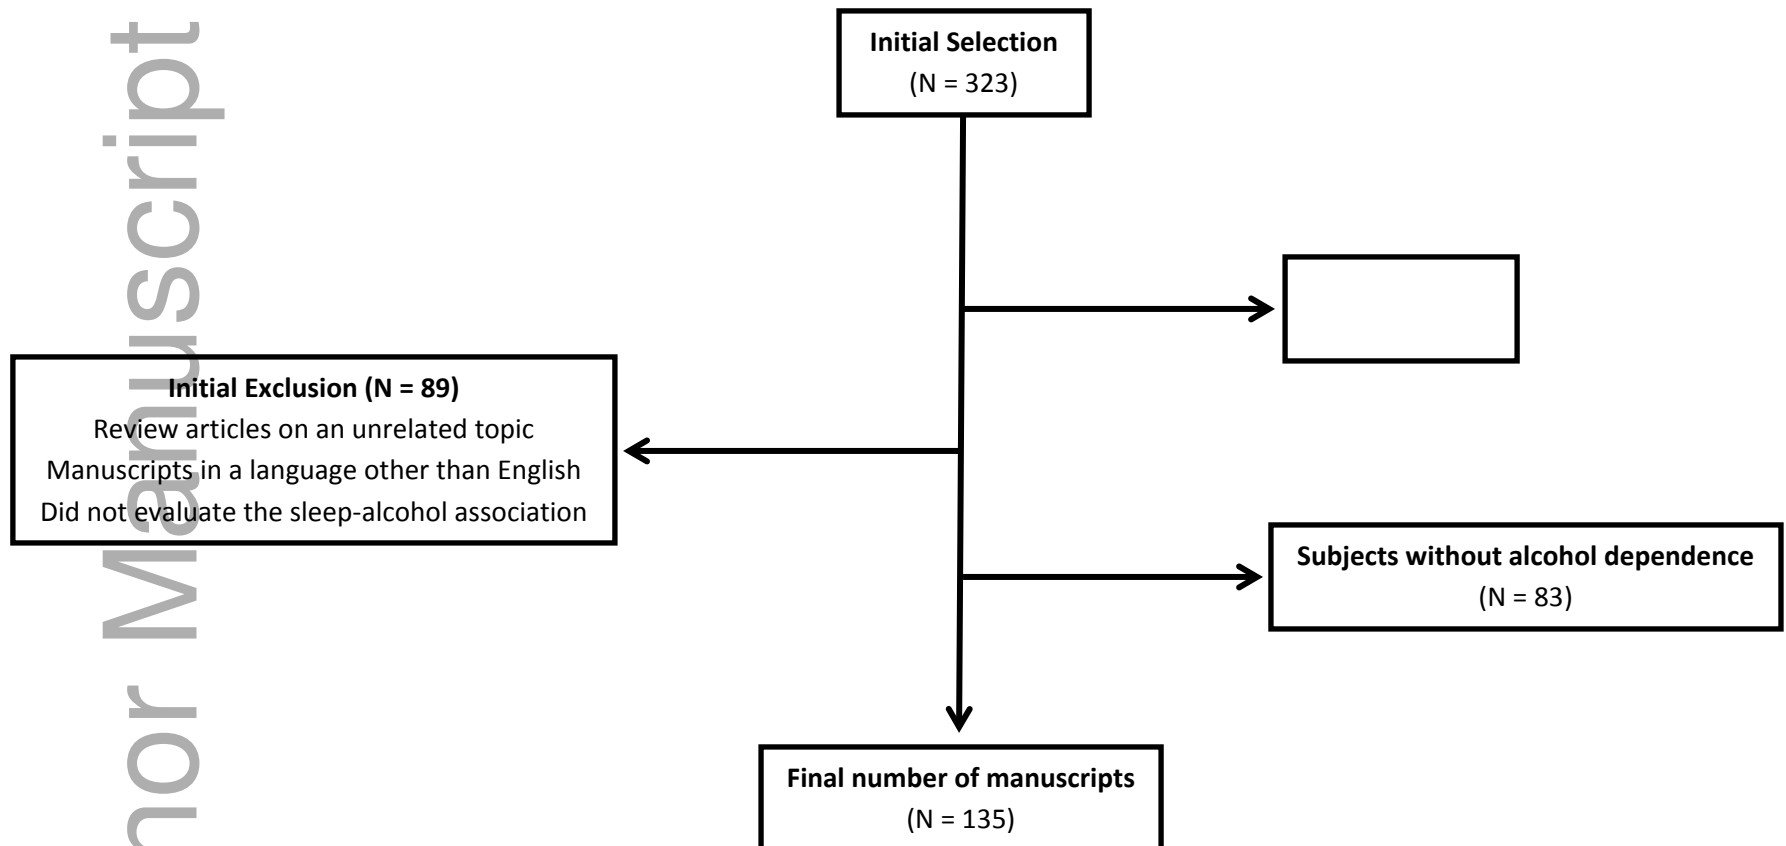 Initial Selection
(N = 323)
Initial Exclusion (N = 89)
Review articles on an unrelated topic
Manuscripts in a language other than English
Did not evaluate the sleep-alcohol association
Subjects without alcohol dependence
(N = 83)
Final number of manuscripts
(N = 135)
nor Manuscript